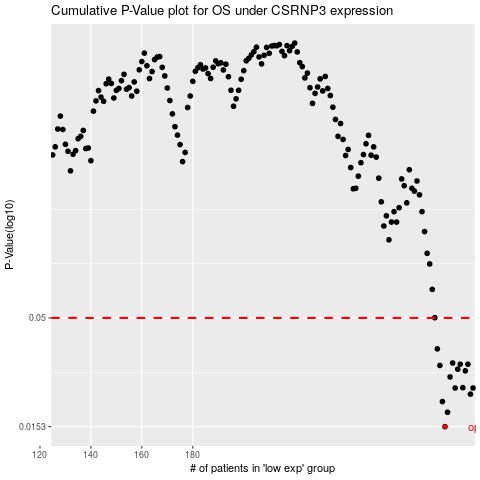 Cumulative P-Value plot for OS under CSRNP3 expression
P-Value(log10)
0.05
0.0153
op
120 140 160 180
# of patients in 'low exp' group